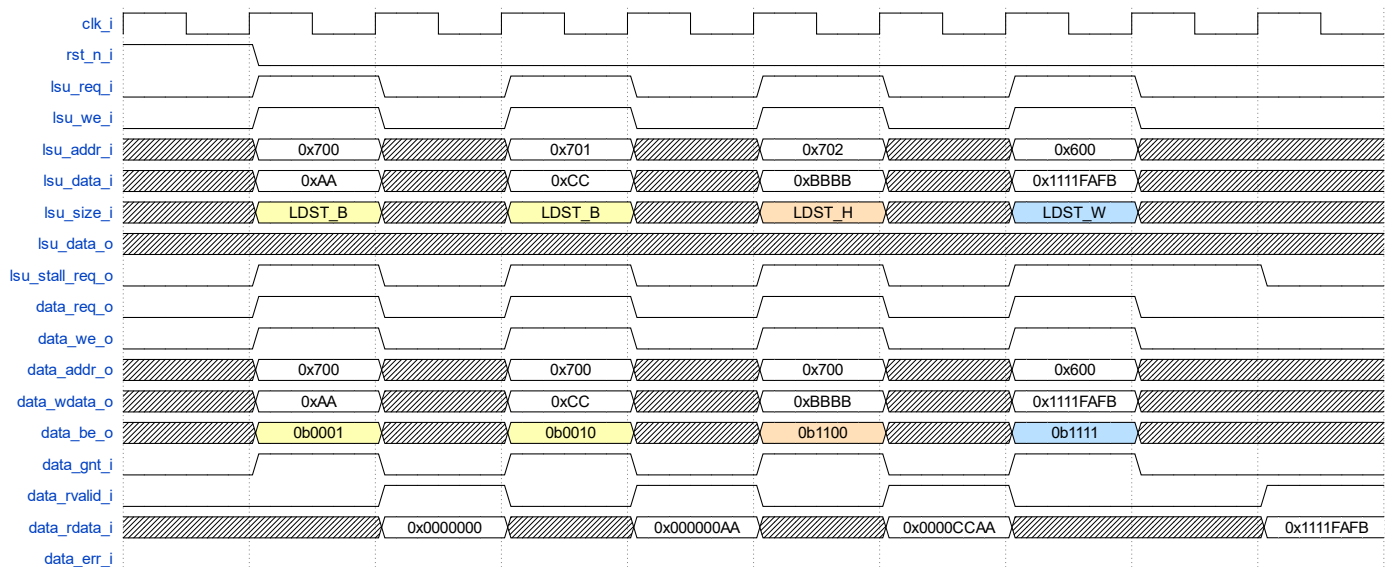 clk_i
rst_n_i
lsu_req_i
lsu_we_i
lsu_addr_i 0x700 0x701 0x702 0x600
lsu_data_i 0xAA 0xCC 0xBBBB 0x1111FAFB
lsu_size_i LDST_B LDST_B LDST_H LDST_W
lsu_data_o
lsu_stall_req_o
data_req_o
data_we_o
data_addr_o 0x700 0x700 0x700 0x600
data_wdata_o 0xAA 0xCC 0xBBBB 0x1111FAFB
data_be_o 0b0001 0b0010 0b1100 0b1111
data_gnt_i
data_rvalid_i
data_rdata_i 0x0000000 0x000000AA 0x0000CCAA 0x1111FAFB
data_err_i